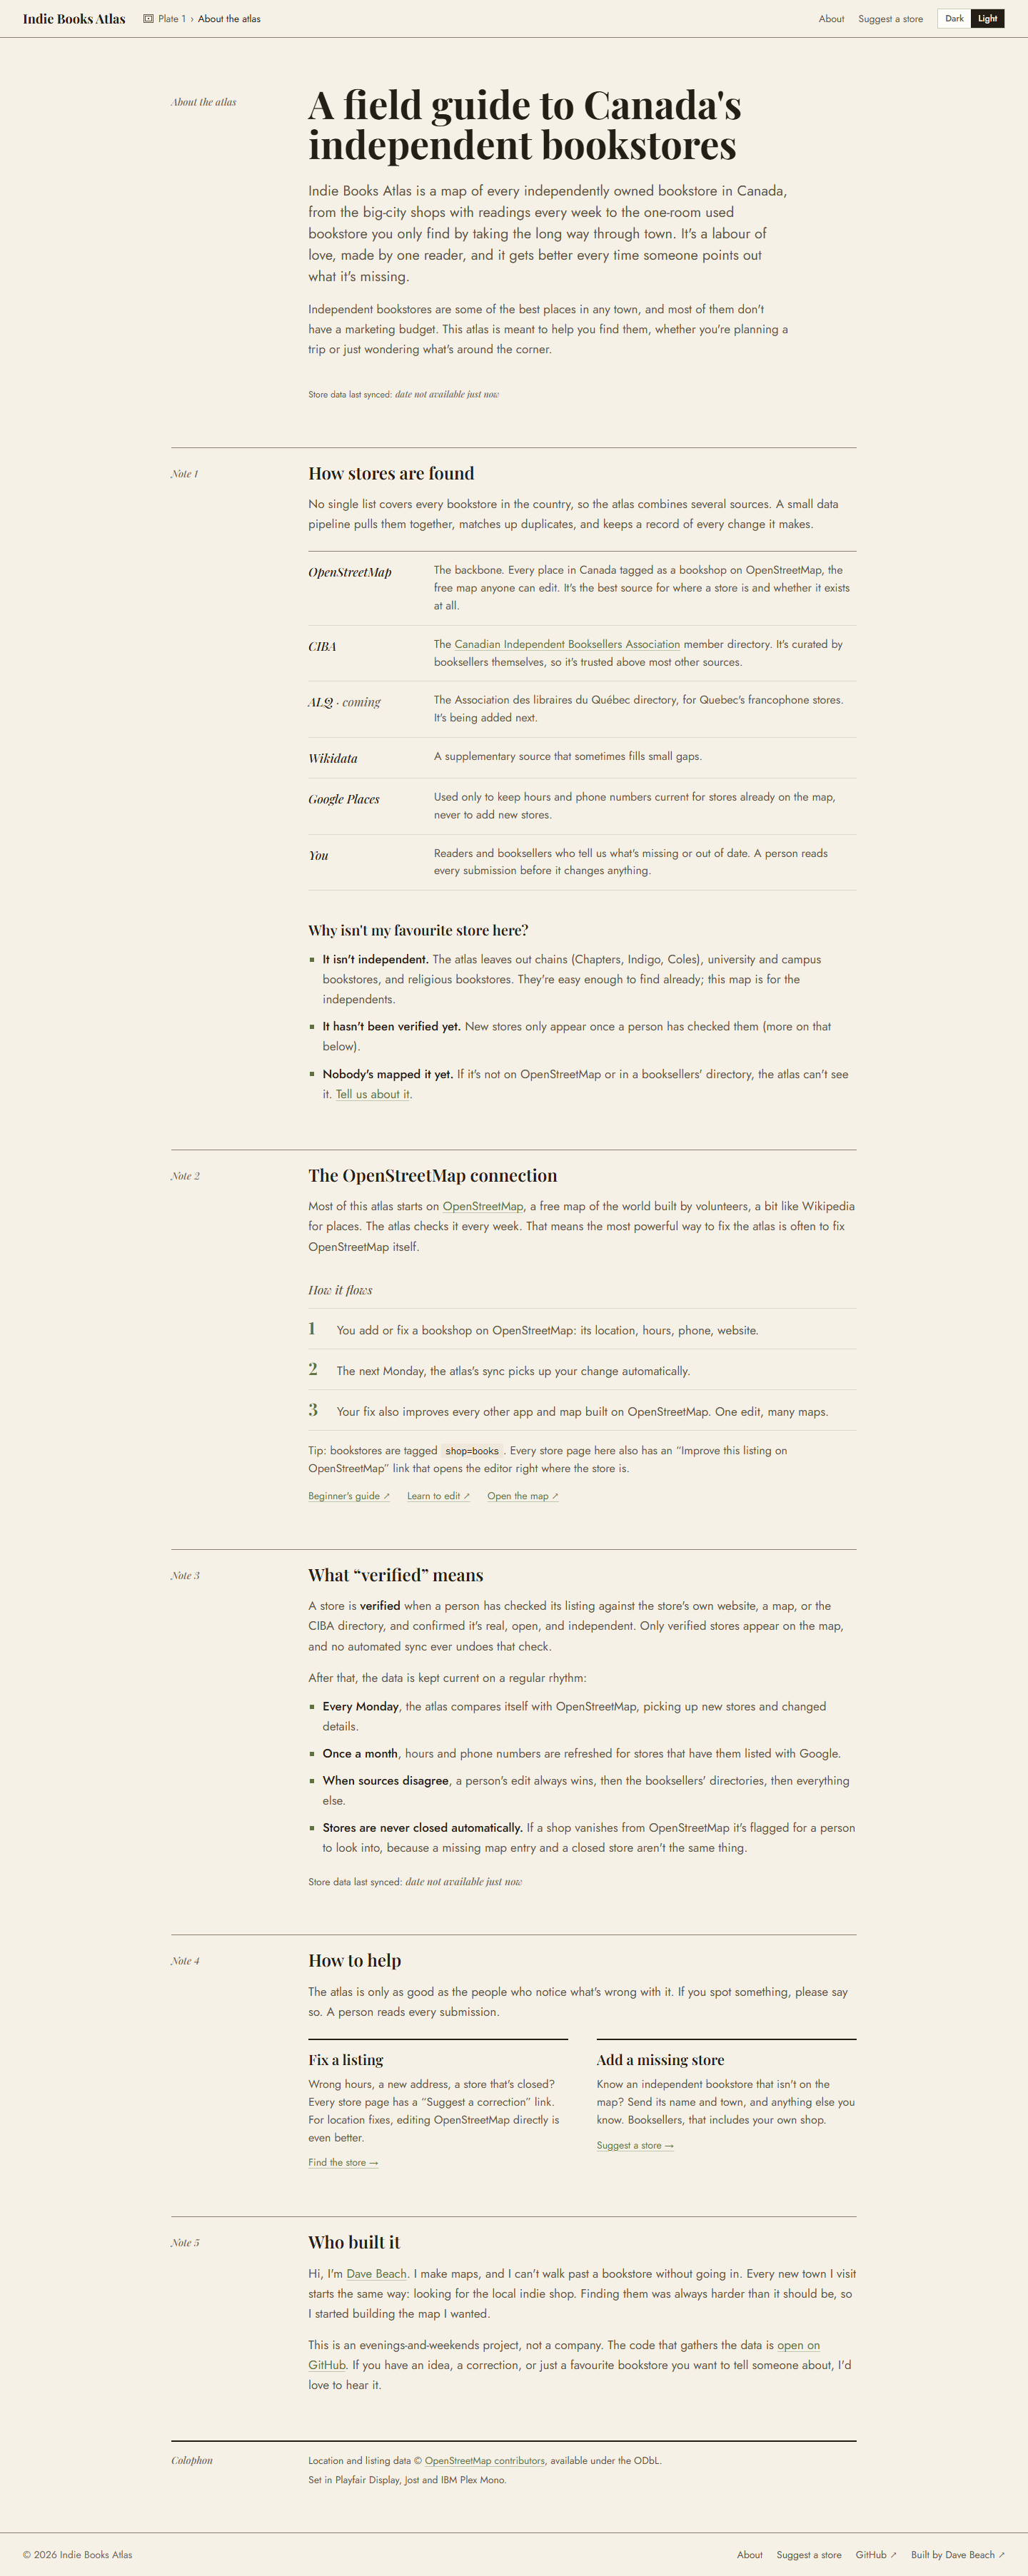 Indie Books Atlas
Plate 1 › About the atlas
About
Suggest a store
Dark
Light
About the atlas
A field guide to Canada's
independent bookstores
Indie Books Atlas is a map of every independently owned bookstore in Canada,
from the big-city shops with readings every week to the one-room used
bookstore you only find by taking the long way through town. It's a labour of
love, made by one reader, and it gets better every time someone points out
what it's missing.
Independent bookstores are some of the best places in any town, and most of them don't
have a marketing budget. This atlas is meant to help you find them, whether you're planning a
trip or just wondering what's around the corner.
Store data last synced: date not available just now
Note 1
How stores are found
No single list covers every bookstore in the country, so the atlas combines several sources. A small data
pipeline pulls them together, matches up duplicates, and keeps a record of every change it makes.
OpenStreetMap
The backbone. Every place in Canada tagged as a bookshop on OpenStreetMap, the
free map anyone can edit. It's the best source for where a store is and whether it exists
at all.
CIBA
The Canadian Independent Booksellers Association member directory. It's curated by
booksellers themselves, so it's trusted above most other sources.
ALQ · coming
The Association des libraires du Québec directory, for Quebec's francophone stores.
It's being added next.
Wikidata
A supplementary source that sometimes fills small gaps.
Google Places
Used only to keep hours and phone numbers current for stores already on the map,
never to add new stores.
You
Readers and booksellers who tell us what's missing or out of date. A person reads
every submission before it changes anything.
Why isn't my favourite store here?
It isn't independent. The atlas leaves out chains (Chapters, Indigo, Coles), university and campus
bookstores, and religious bookstores. They're easy enough to find already; this map is for the
independents.
It hasn't been verified yet. New stores only appear once a person has checked them (more on that
below).
Nobody's mapped it yet. If it's not on OpenStreetMap or in a booksellers' directory, the atlas can't see
it. Tell us about it.
Note 2
The OpenStreetMap connection
Most of this atlas starts on OpenStreetMap, a free map of the world built by volunteers, a bit like Wikipedia
for places. The atlas checks it every week. That means the most powerful way to fix the atlas is often to fix
OpenStreetMap itself.
How it flows
1 You add or fix a bookshop on OpenStreetMap: its location, hours, phone, website.
2 The next Monday, the atlas's sync picks up your change automatically.
3 Your fix also improves every other app and map built on OpenStreetMap. One edit, many maps.
Tip: bookstores are tagged shop=books. Every store page here also has an “Improve this listing on
OpenStreetMap” link that opens the editor right where the store is.
Beginner's guide ↗ Learn to edit ↗ Open the map ↗
Note 3
What “verified” means
A store is verified when a person has checked its listing against the store's own website, a map, or the
CIBA directory, and confirmed it's real, open, and independent. Only verified stores appear on the map,
and no automated sync ever undoes that check.
After that, the data is kept current on a regular rhythm:
Every Monday, the atlas compares itself with OpenStreetMap, picking up new stores and changed
details.
Once a month, hours and phone numbers are refreshed for stores that have them listed with Google.
When sources disagree, a person's edit always wins, then the booksellers' directories, then everything
else.
Stores are never closed automatically. If a shop vanishes from OpenStreetMap it's flagged for a person
to look into, because a missing map entry and a closed store aren't the same thing.
Store data last synced: date not available just now
Note 4
How to help
The atlas is only as good as the people who notice what's wrong with it. If you spot something, please say
so. A person reads every submission.
Fix a listing
Wrong hours, a new address, a store that's closed?
Every store page has a “Suggest a correction” link.
For location fixes, editing OpenStreetMap directly is
even better.
Find the store →
Add a missing store
Know an independent bookstore that isn't on the
map? Send its name and town, and anything else you
know. Booksellers, that includes your own shop.
Suggest a store →
Note 5
Who built it
Hi, I'm Dave Beach. I make maps, and I can't walk past a bookstore without going in. Every new town I visit
starts the same way: looking for the local indie shop. Finding them was always harder than it should be, so
I started building the map I wanted.
This is an evenings-and-weekends project, not a company. The code that gathers the data is open on
GitHub. If you have an idea, a correction, or just a favourite bookstore you want to tell someone about, I'd
love to hear it.
Colophon
Location and listing data © OpenStreetMap contributors, available under the ODbL.
Set in Playfair Display, Jost and IBM Plex Mono.
© 2026 Indie Books Atlas
About
Suggest a store
GitHub ↗
Built by Dave Beach ↗